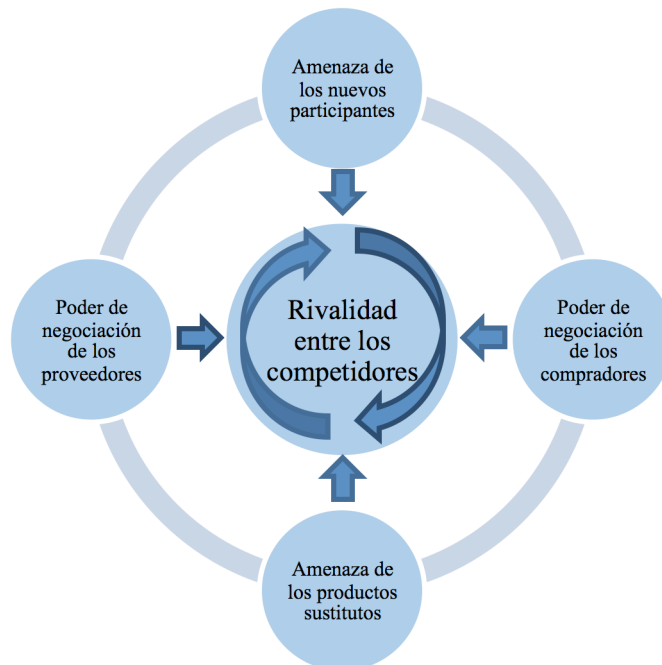 Amenaza de
los nuevos
participantes
Poder de
negociación
de los
proveedores
Rivalidad
entre los
competidores
Poder de
negociación
de los
compradores
Amenaza de
los productos
sustitutos